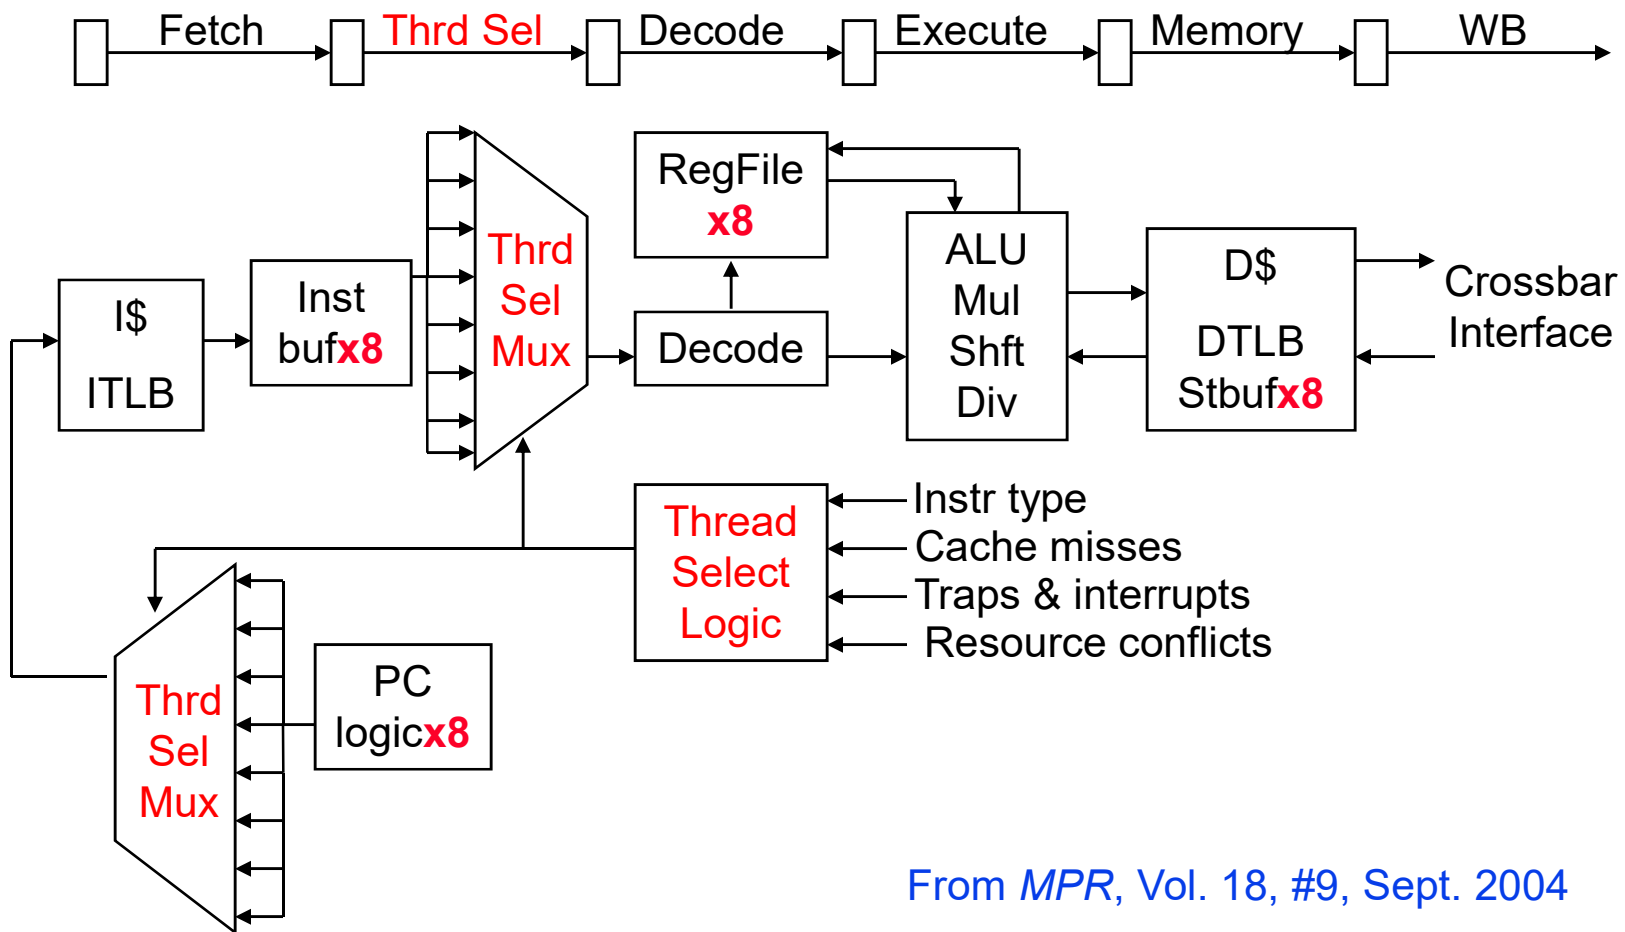 Fetch
Thrd Sel
Decode
Execute
Memory
WB
I$
ITLB
Inst
bufx8
Thrd
Sel
Mux
RegFile
x8
Decode
ALU
Mul
Shft
Div
D$
DTLB
Stbufx8
Crossbar
Interface
Thread
Select
Logic
Instr type
Cache misses
Traps & interrupts
Resource conflicts
Thrd
Sel
Mux
PC
logicx8
From MPR, Vol. 18, #9, Sept. 2004